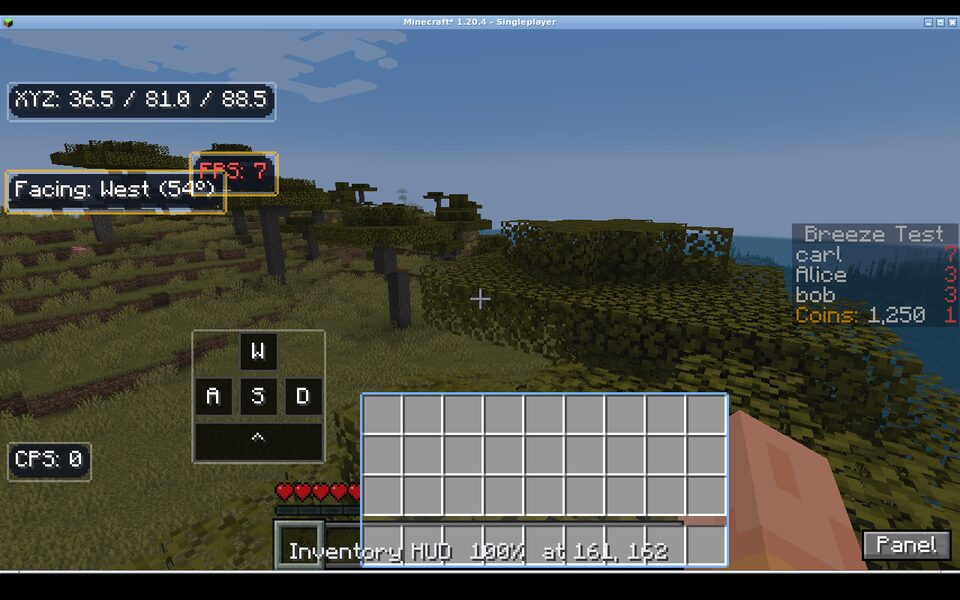 Minecraft* 1.20.4 - Singleplayer
XYZ: 36.5 / 81.0 / 88.5
FPS: 7
Facing: West (54°)
Breeze Test
carl 7
Alice 3
bob 3
Coins: 1,250 1
W
A S D
^
CPS: 0
Inventory HUD 100% at 161, 162
Panel